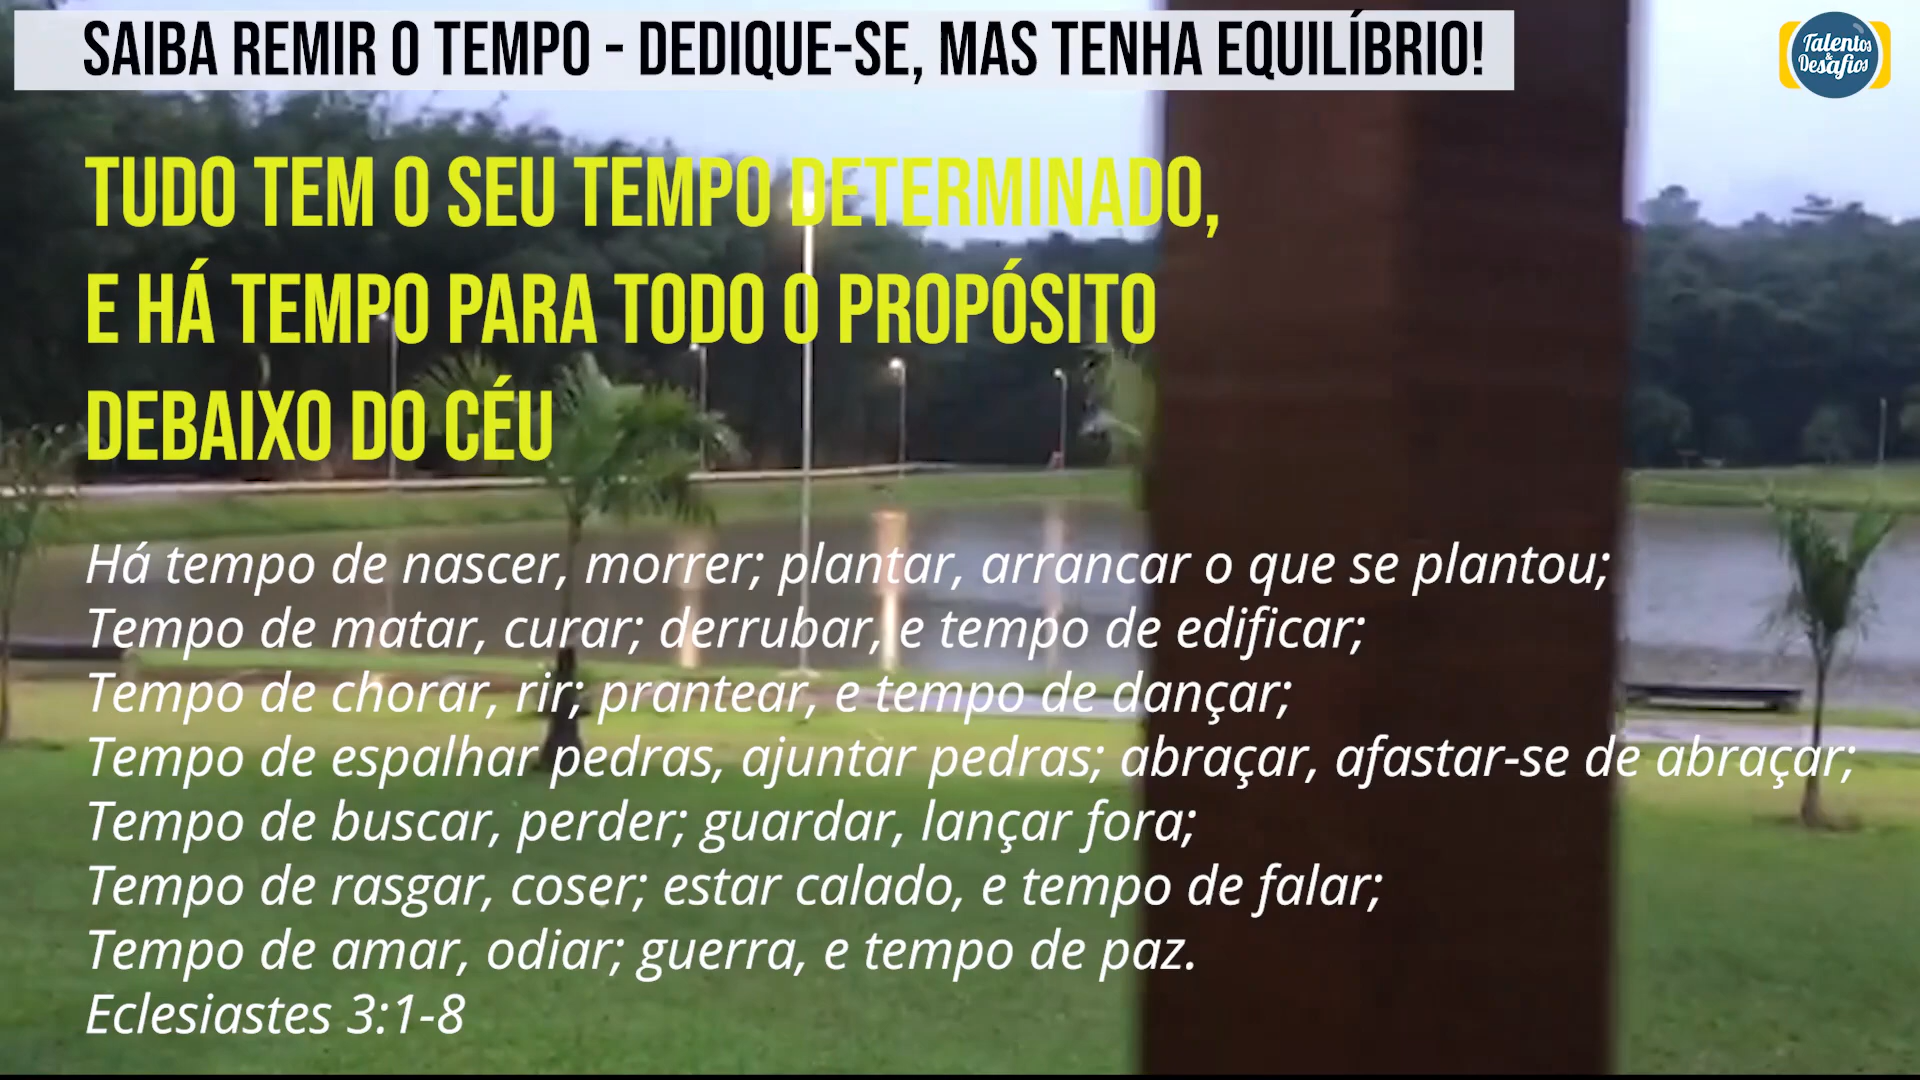 SAIBA REMIR O TEMPO - DEDIQUE-SE, MAS TENHA EQUILÍBRIO!
Talentos
&
Desafios
TUDO TEM O SEU TEMPO DETERMINADO,
E HÁ TEMPO PARA TODO O PROPÓSITO
DEBAIXO DO CÉU
Há tempo de nascer, morrer; plantar, arrancar o que se plantou;
Tempo de matar, curar; derrubar, e tempo de edificar;
Tempo de chorar, rir; prantear, e tempo de dançar;
Tempo de espalhar pedras, ajuntar pedras; abraçar, afastar-se de abraçar;
Tempo de buscar, perder; guardar, lançar fora;
Tempo de rasgar, coser; estar calado, e tempo de falar;
Tempo de amar, odiar; guerra, e tempo de paz.
Eclesiastes 3:1-8